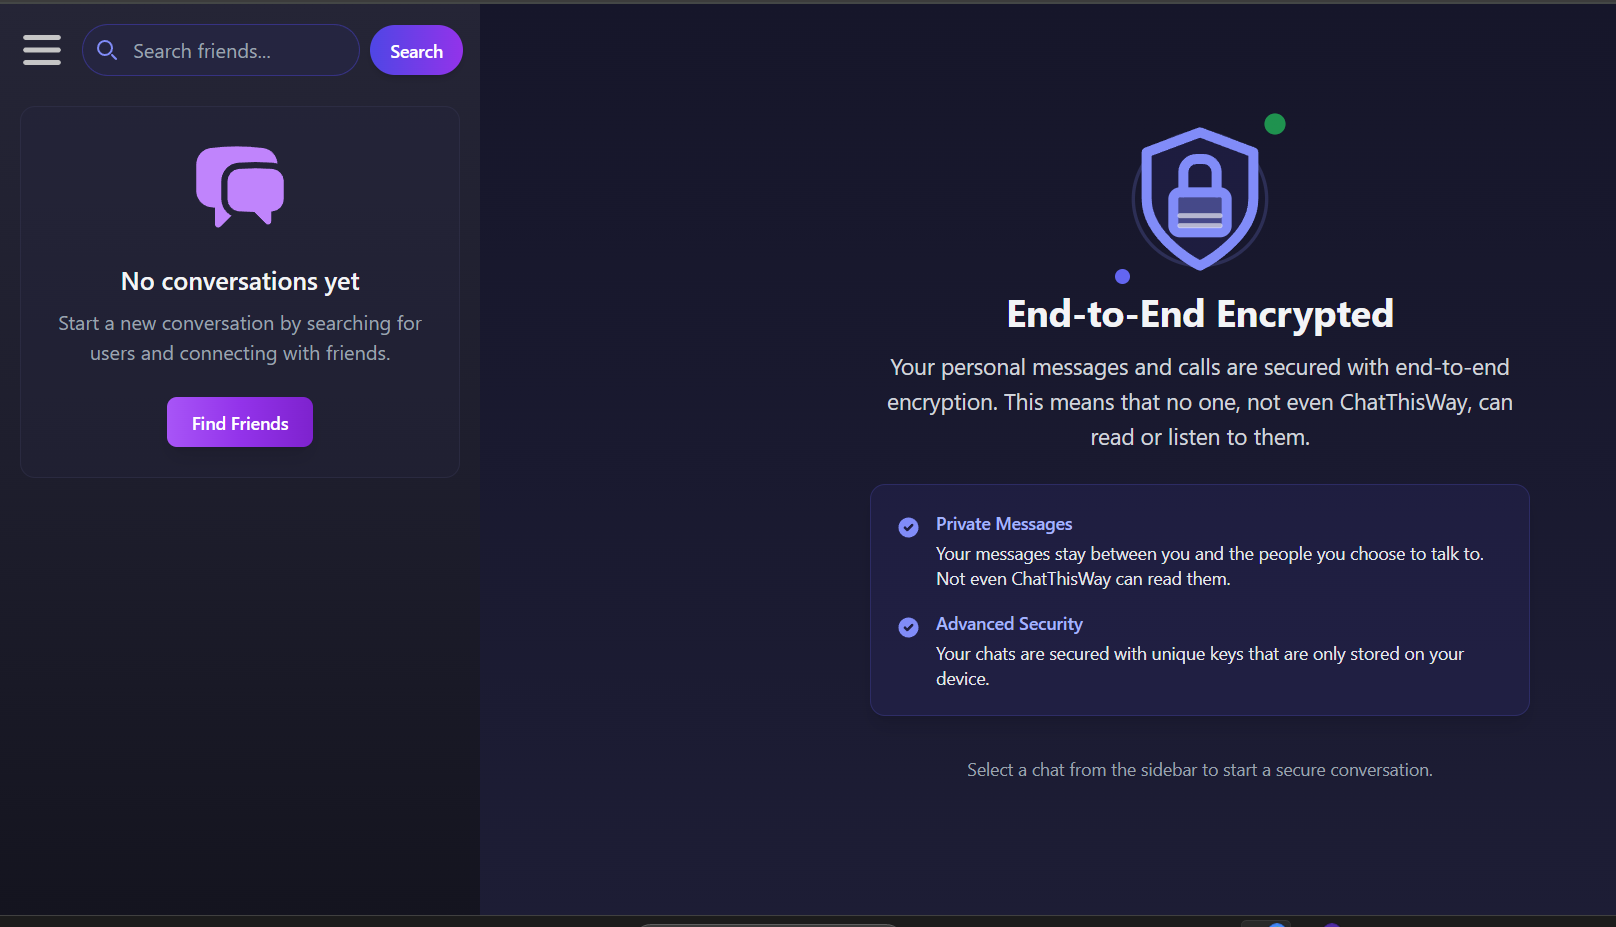 Search friends...
Search
No conversations yet
Start a new conversation by searching for
users and connecting with friends.
Find Friends
End-to-End Encrypted
Your personal messages and calls are secured with end-to-end
encryption. This means that no one, not even ChatThisWay, can
read or listen to them.
Private Messages
Your messages stay between you and the people you choose to talk to.
Not even ChatThisWay can read them.
Advanced Security
Your chats are secured with unique keys that are only stored on your
device.
Select a chat from the sidebar to start a secure conversation.